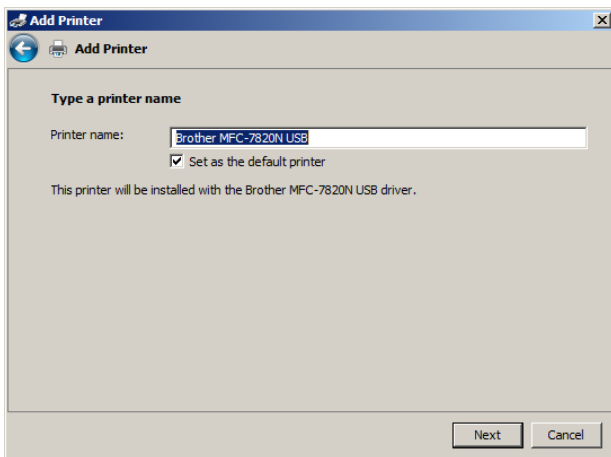 Add Printer
Add Printer
Type a printer name
Printer name: Brother MFC-7820N USB
Set as the default printer
This printer will be installed with the Brother MFC-7820N USB driver.
Next Cancel